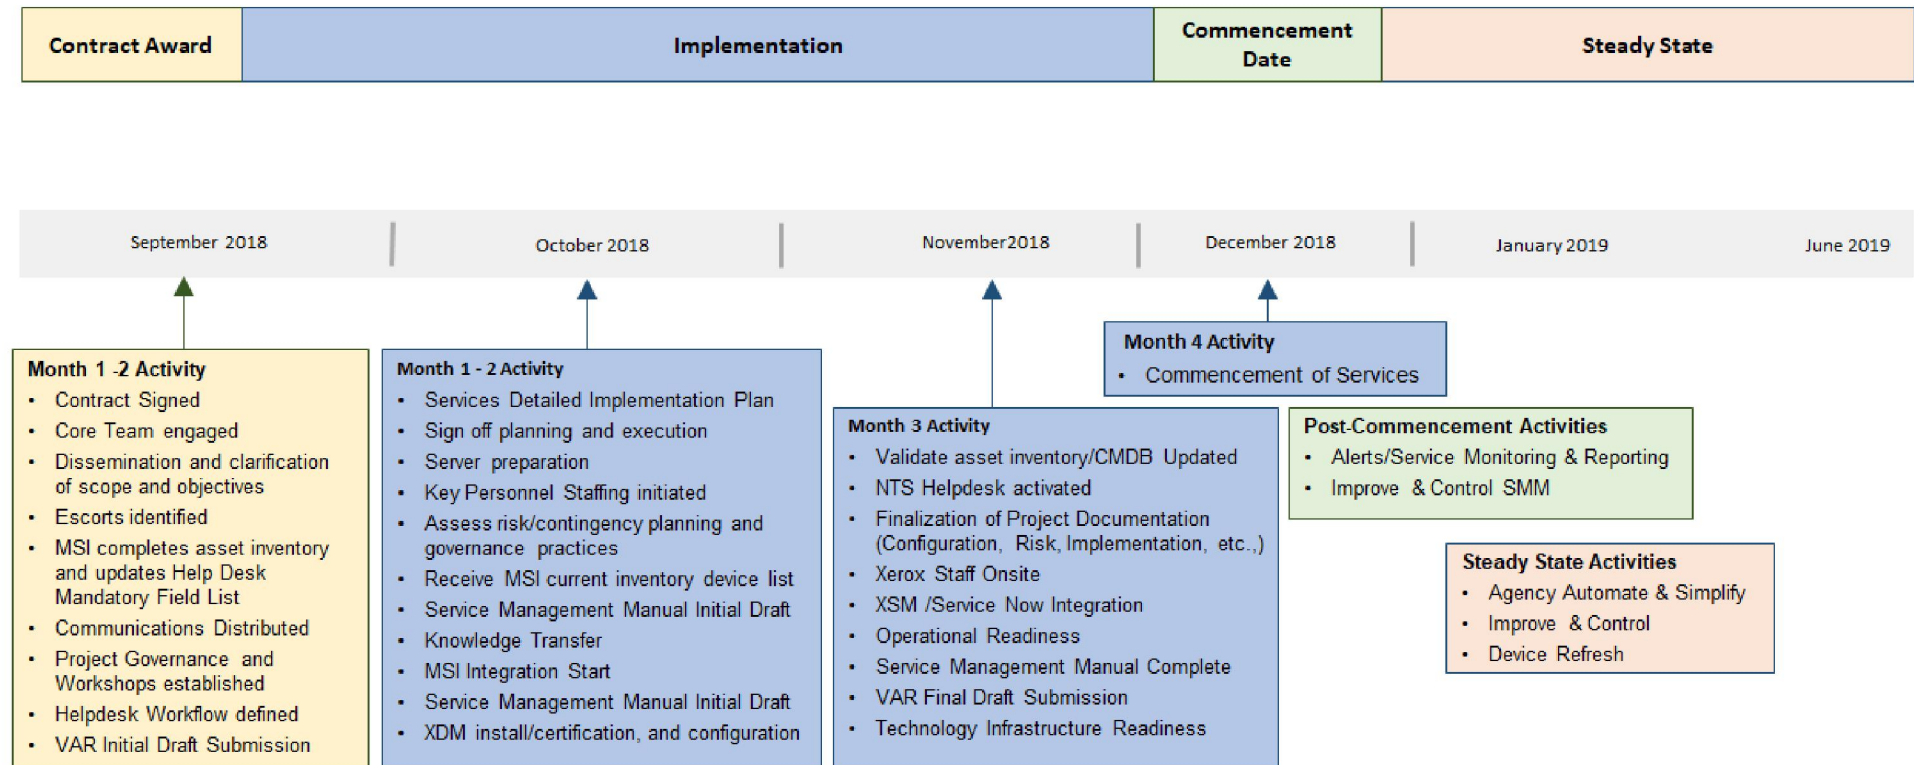 Contract Award
Implementation
Commencement
Date
Steady State
September 2018
October 2018
November2018
December 2018
January 2019
June 2019
Month 1 -2 Activity
• Contract Signed
• Core Team engaged
• Dissemination and clarification
of scope and objectives
• Escorts identified
• MSI completes asset inventory
and updates Help Desk
Mandatory Field List
• Communications Distributed
• Project Governance and
Workshops established
• Helpdesk Workflow defined
• VAR Initial Draft Submission
Month 1 - 2 Activity
• Services Detailed Implementation Plan
• Sign off planning and execution
• Server preparation
• Key Personnel Staffing initiated
• Assess risk/contingency planning and
governance practices
• Receive MSI current inventory device list
• Service Management Manual Initial Draft
• Knowledge Transfer
• MSI Integration Start
• Service Management Manual Initial Draft
• XDM install/certification, and configuration
Month 3 Activity
• Validate asset inventory/CMDB Updated
• NTS Helpdesk activated
• Finalization of Project Documentation
(Configuration, Risk, Implementation, etc.,)
• Xerox Staff Onsite
• XSM /Service Now Integration
• Operational Readiness
• Service Management Manual Complete
• VAR Final Draft Submission
• Technology Infrastructure Readiness
Month 4 Activity
• Commencement of Services
Post-Commencement Activities
• Alerts/Service Monitoring & Reporting
• Improve & Control SMM
Steady State Activities
• Agency Automate & Simplify
• Improve & Control
• Device Refresh